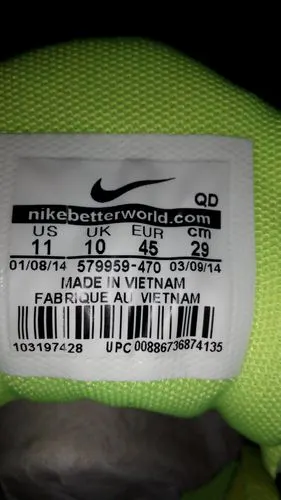 QD
nikebetterworld.com
US UK EUR cm
11 10 45 29
01/08/14 579959-470 03/09/14
MADE IN VIETNAM
FABRIQUE AU VIETNAM
103197428 UPC 00886736874135